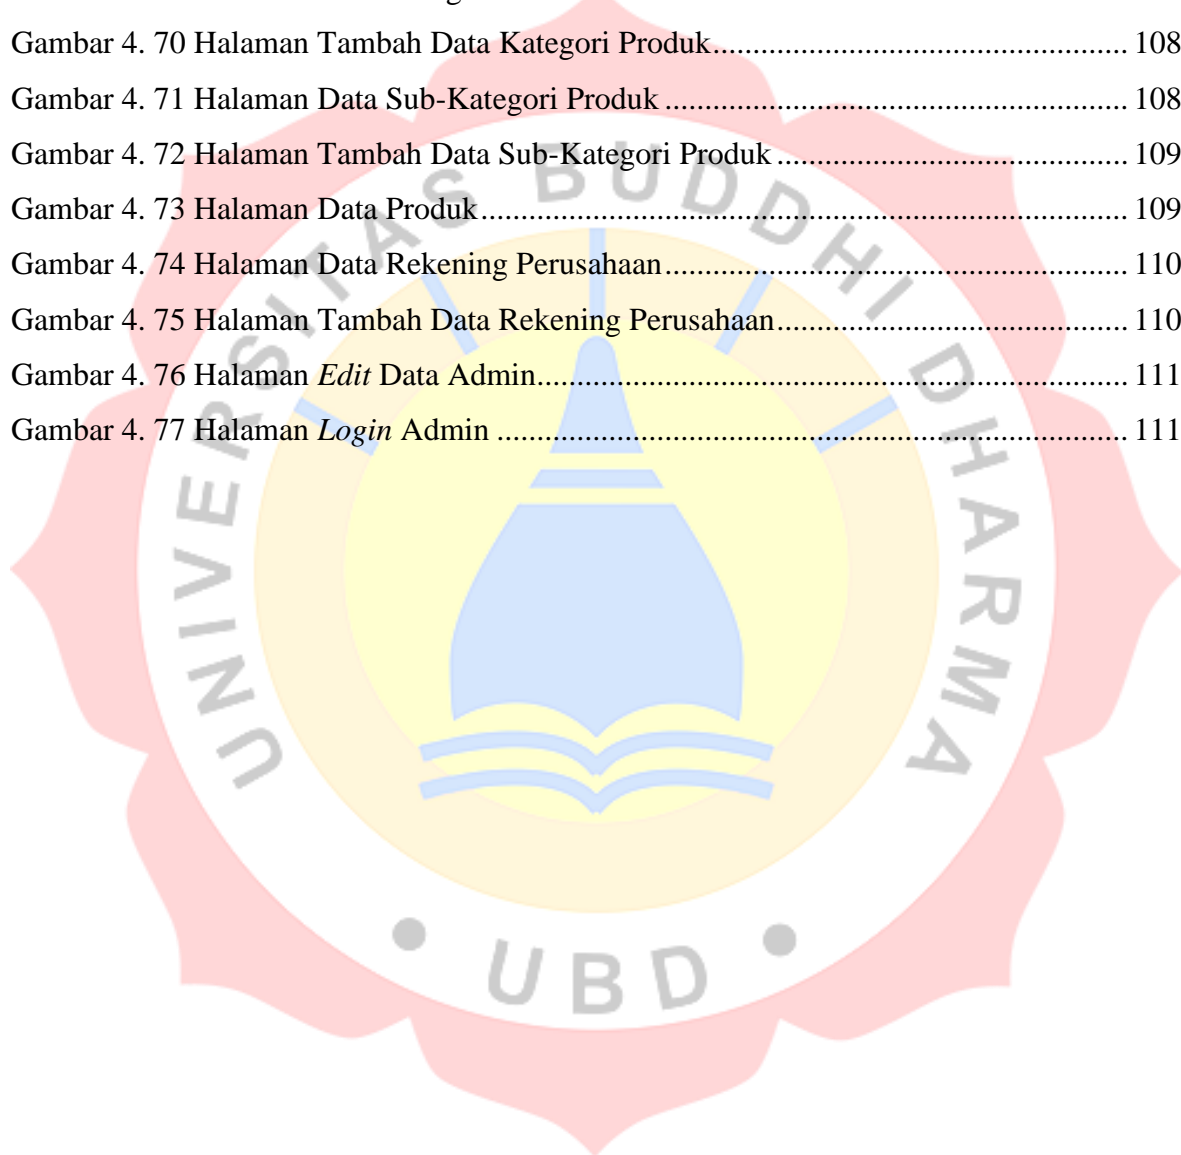 Gambar 4. 70 Halaman Tambah Data Kategori Produk.................................................... 108
Gambar 4. 71 Halaman Data Sub-Kategori Produk .......................................................... 108
Gambar 4. 72 Halaman Tambah Data Sub-Kategori Produk ............................................ 109
Gambar 4. 73 Halaman Data Produk................................................................................. 109
Gambar 4. 74 Halaman Data Rekening Perusahaan.......................................................... 110
Gambar 4. 75 Halaman Tambah Data Rekening Perusahaan............................................ 110
Gambar 4. 76 Halaman Edit Data Admin.......................................................................... 111
Gambar 4. 77 Halaman Login Admin ............................................................................... 111
UNIVERSITAS BUDDHI DHARMA
UBD